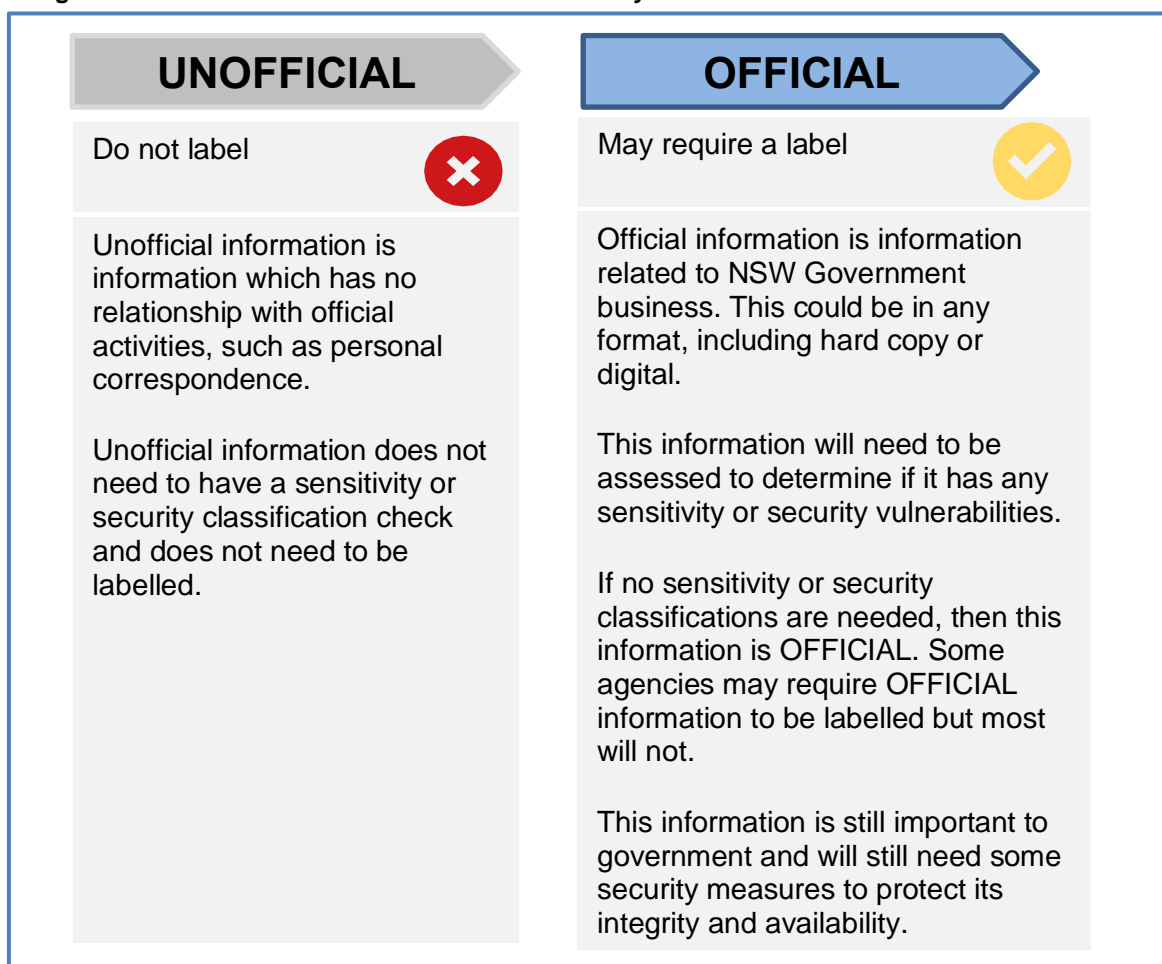 UNOFFICIAL
Do not label
Unofficial information is
information which has no
relationship with official
activities, such as personal
correspondence.
Unofficial information does not
need to have a sensitivity or
security classification check
and does not need to be
labelled.
OFFICIAL
May require a label
Official information is information
related to NSW Government
business. This could be in any
format, including hard copy or
digital.
This information will need to be
assessed to determine if it has any
sensitivity or security vulnerabilities.
If no sensitivity or security
classifications are needed, then this
information is OFFICIAL. Some
agencies may require OFFICIAL
information to be labelled but most
will not.
This information is still important to
government and will still need some
security measures to protect its
integrity and availability.